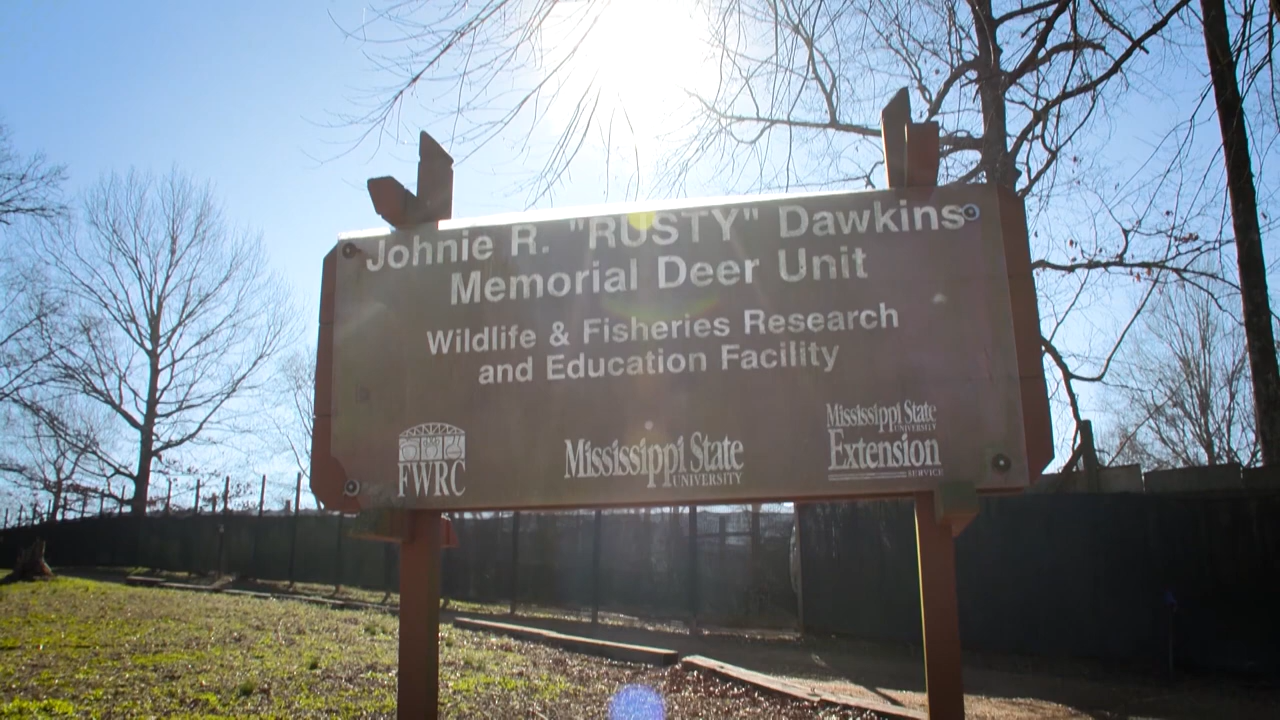 Johnie R. "RUSTY" Dawkins
Memorial Deer Unit
Wildlife & Fisheries Research
and Education Facility
FWRC
Mississippi State
UNIVERSITY
Mississippi State
UNIVERSITY
Extension
SERVICE